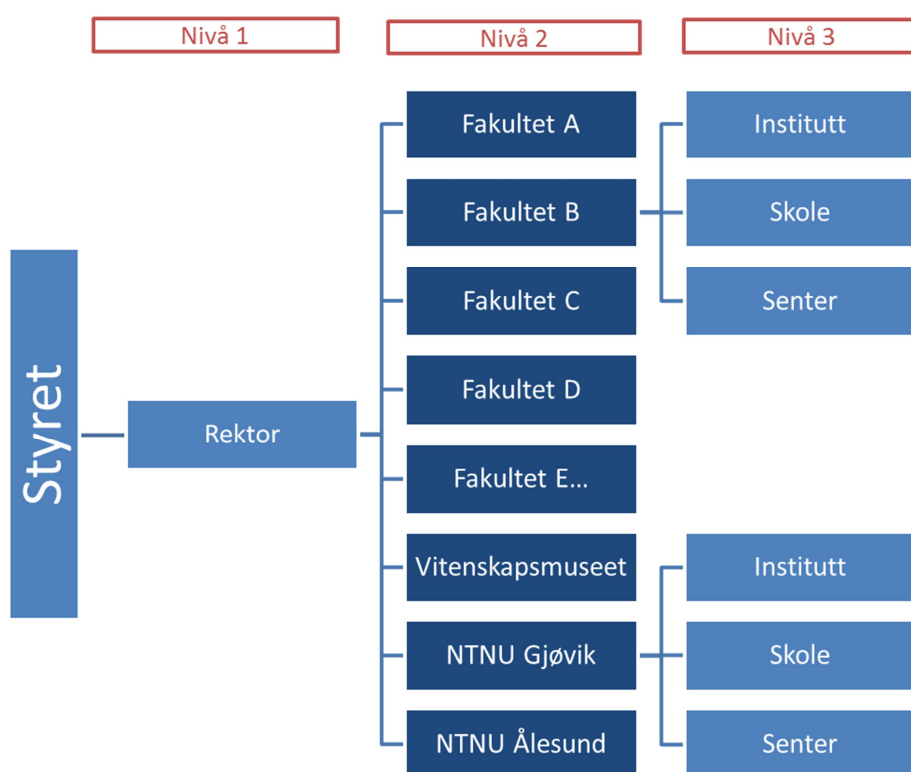 Nivå 1
Nivå 2
Nivå 3
Styret
Rektor
Fakultet A
Fakultet B
Fakultet C
Fakultet D
Fakultet E...
Vitenskapsmuseet
NTNU Gjøvik
NTNU Ålesund
Institutt
Skole
Senter
Institutt
Skole
Senter